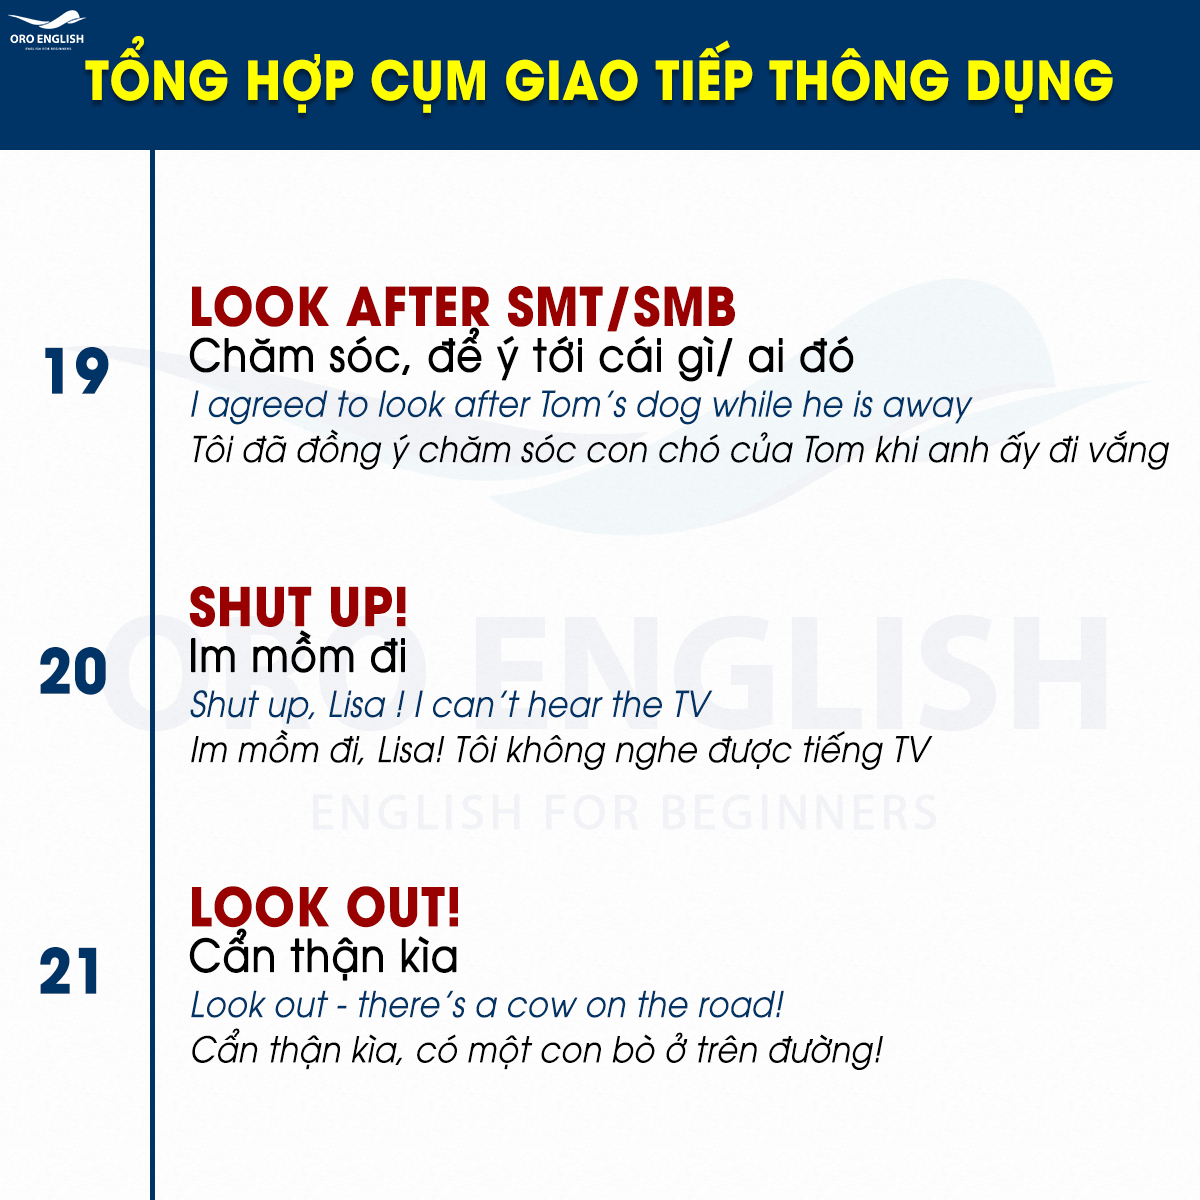 ORO ENGLISH
ENGLISH FOR BEGINNERS
TỔNG HỢP CỤM GIAO TIẾP THÔNG DỤNG
19
LOOK AFTER SMT/SMB
Chăm sóc, để ý tới cái gì/ ai đó
I agreed to look after Tom's dog while he is away
Tôi đã đồng ý chăm sóc con chó của Tom khi anh ấy đi vắng
20
SHUT UP!
Im mồm đi
Shut up, Lisa ! I can't hear the TV
Im mồm đi, Lisa! Tôi không nghe được tiếng TV
ORO ENGLISH
ENGLISH FOR BEGINNERS
21
LOOK OUT!
Cẩn thận kìa
Look out - there's a cow on the road!
Cẩn thận kìa, có một con bò ở trên đường!